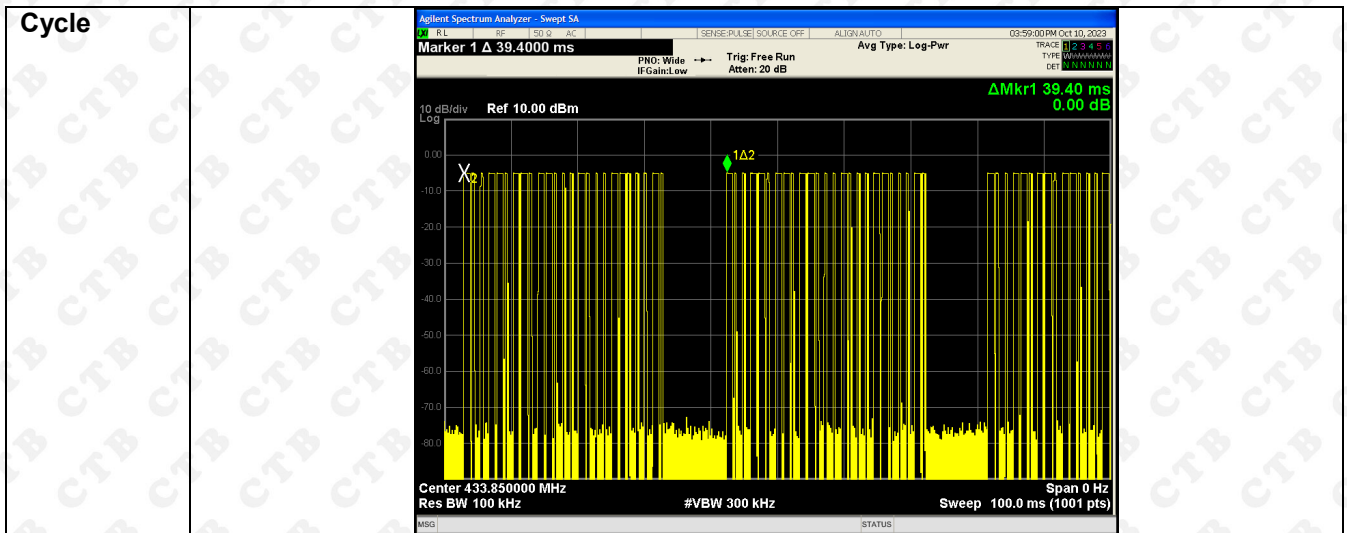 Cycle
Agilent Spectrum Analyzer - Swept SA
RL RF 50 Ω AC SENSE:PULSE SOURCE OFF ALIGN AUTO 03:59:00 PM Oct 10, 2023
Marker 1 Δ 39.4000 ms Avg Type: Log-Pwr TRACE 1 2 3 4 5 6
PNO: Wide Trig: Free Run TYPE W
IFGain:Low Atten: 20 dB DET N N N N N N
ΔMkr1 39.40 ms
0.00 dB
10 dB/div Ref 10.00 dBm
Log
0.00
1Δ2
X2
-10.0
-20.0
-30.0
-40.0
-50.0
-60.0
-70.0
-80.0
Center 433.850000 MHz Span 0 Hz
Res BW 100 kHz #VBW 300 kHz Sweep 100.0 ms (1001 pts)
MSG STATUS
CTB